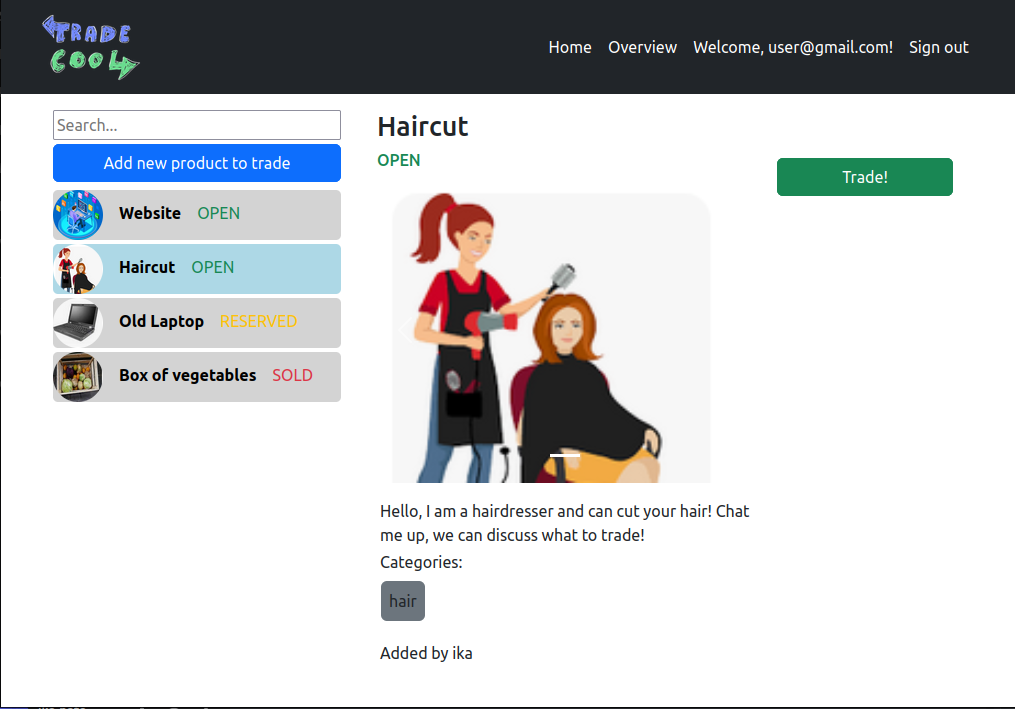 TRADE
COOL
Home Overview Welcome, user@gmail.com! Sign out
Search...
Add new product to trade
Website OPEN
Haircut OPEN
Old Laptop RESERVED
Box of vegetables SOLD
Haircut
OPEN
Trade!
Hello, I am a hairdresser and can cut your hair! Chat
me up, we can discuss what to trade!
Categories:
hair
Added by ika